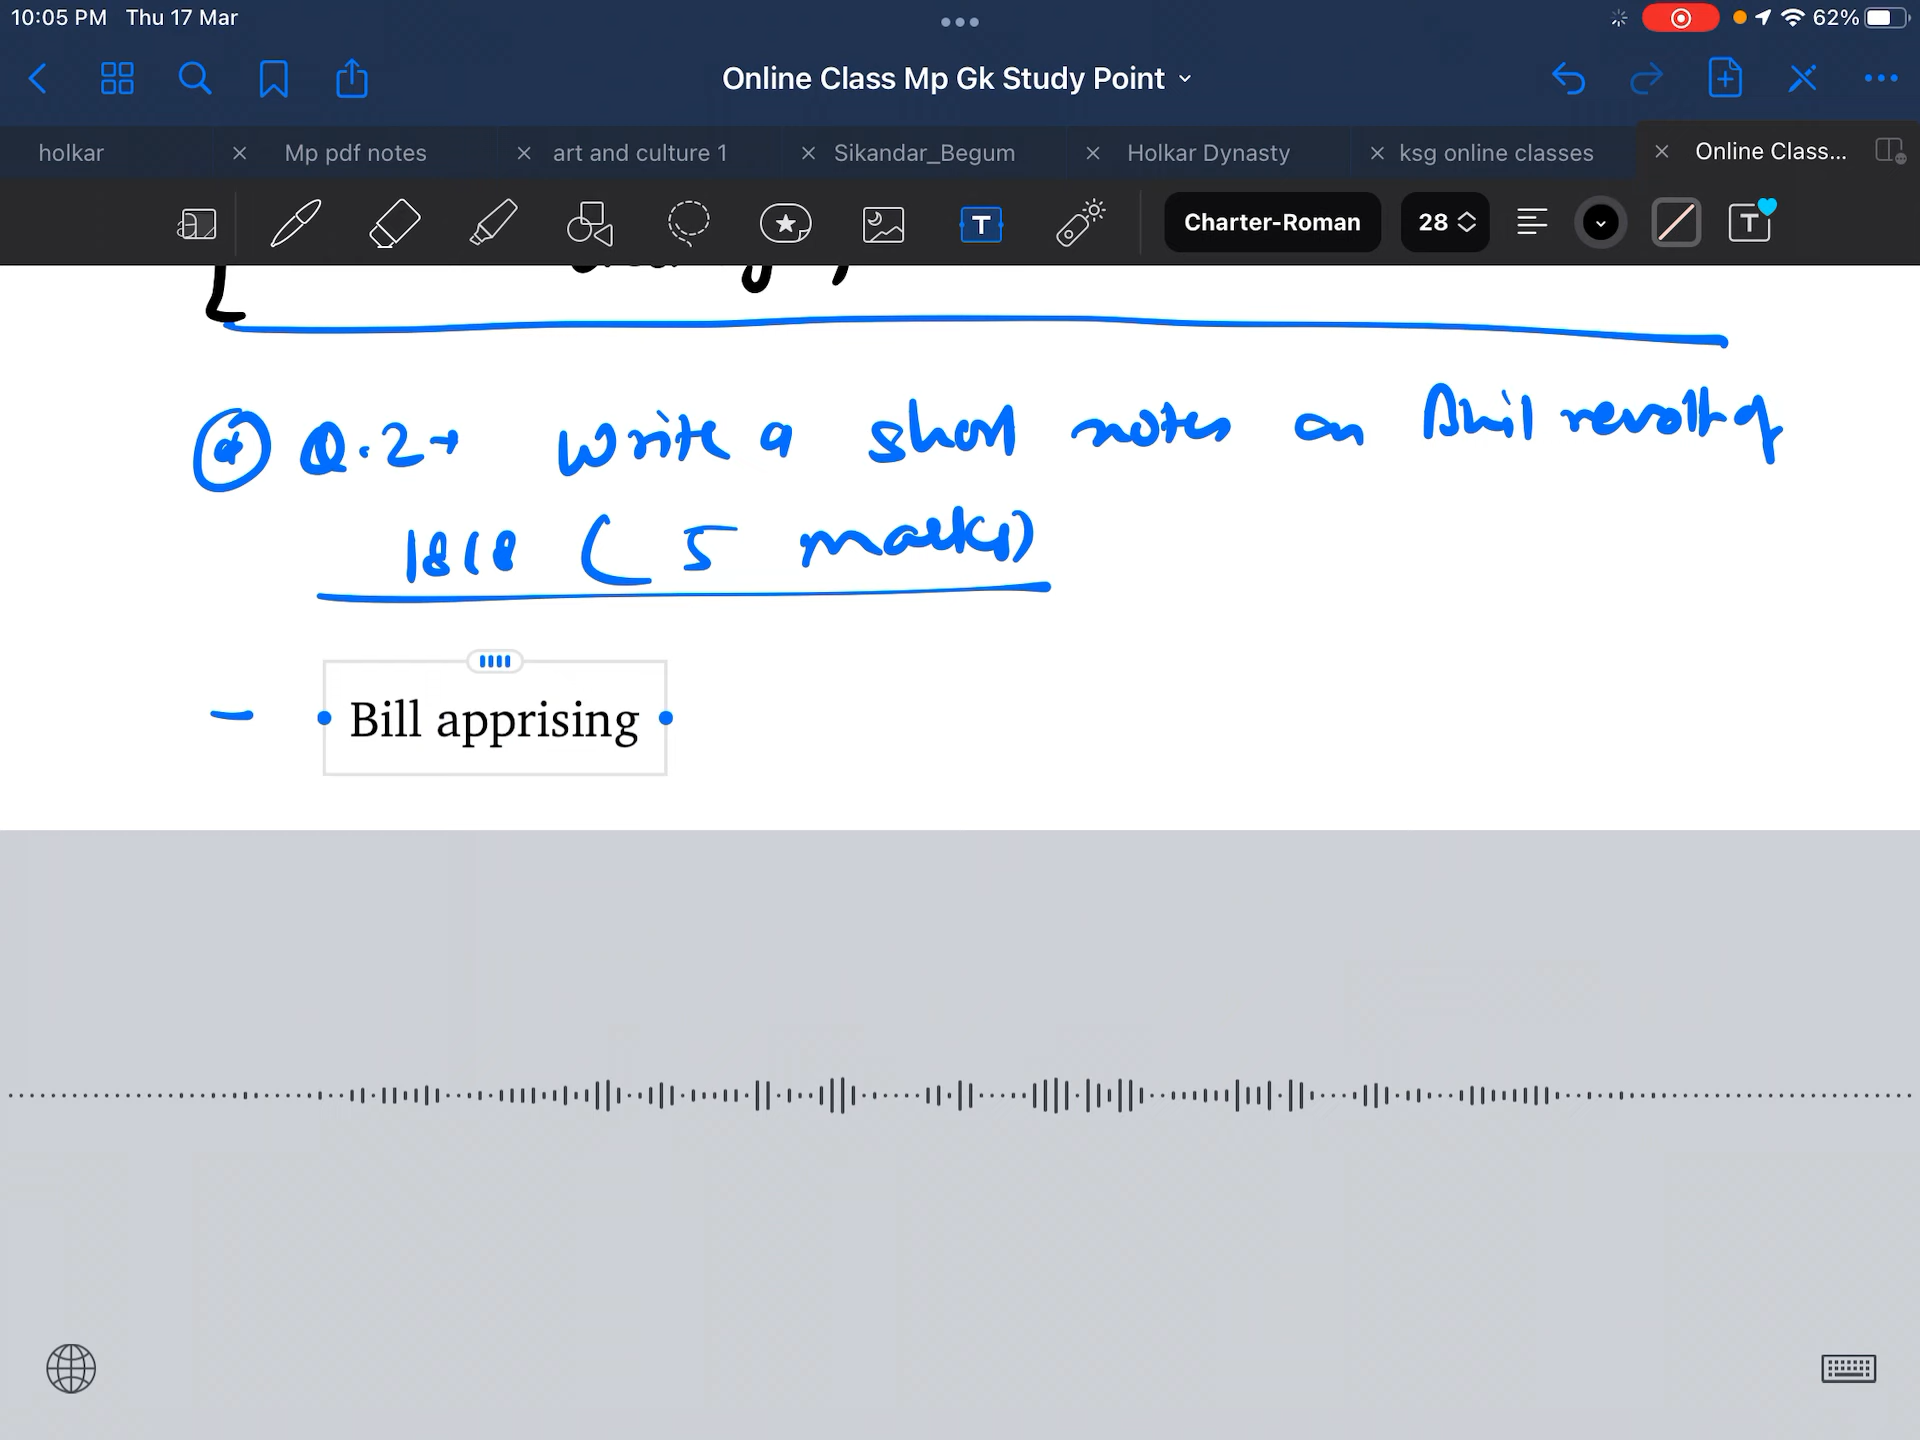 10:05 PM Thu 17 Mar
62%
Online Class Mp Gk Study Point
holkar
Mp pdf notes
art and culture 1
Sikandar_Begum
Holkar Dynasty
ksg online classes
Online Class...
Charter-Roman
28
Q.2→ Write a short notes on Bhil revolt of
1818 (5 marks)
- Bill apprising